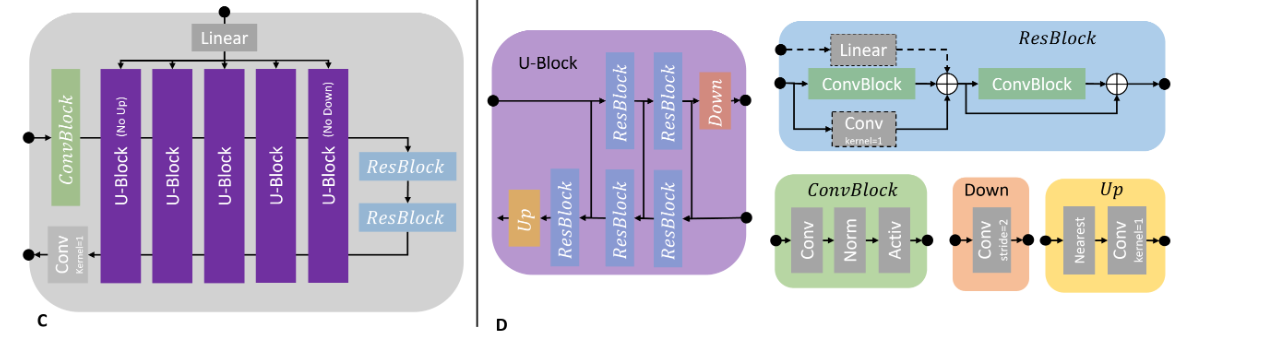 Linear
ConvBlock
U-Block (No Up)
U-Block
U-Block
U-Block
U-Block (No Down)
ResBlock
ResBlock
Conv
Kernel=1
C
U-Block
ResBlock
ResBlock
Down
Up
ResBlock
ResBlock
ResBlock
D
ResBlock
Linear
ConvBlock
ConvBlock
Conv
kernel=1
ConvBlock
Conv
Norm
Activ
Down
Conv
stride=2
Up
Nearest
Conv
kernel=1